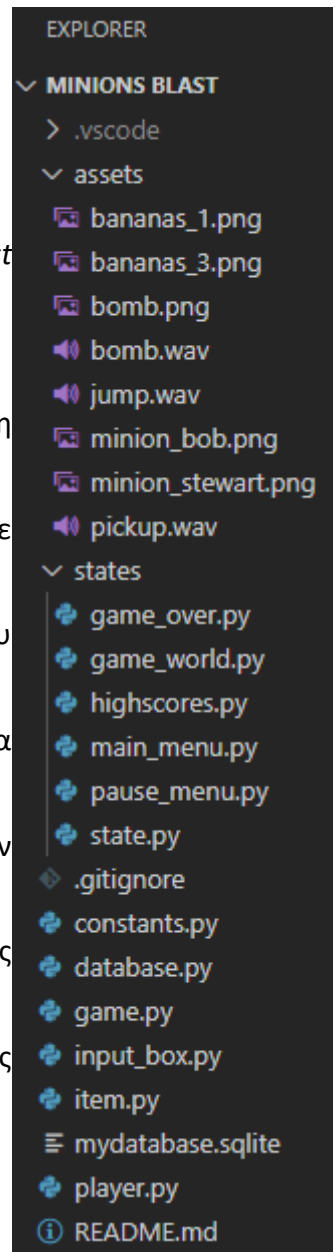 EXPLORER
MINIONS BLAST
.vscode
assets
bananas_1.png
st
bananas_3.png
bomb.png
bomb.wav
jump.wav
η
minion_bob.png
minion_stewart.png
ε
pickup.wav
states
υ
game_over.py
game_world.py
highscores.py
α
main_menu.py
pause_menu.py
ν
state.py
.gitignore
constants.py
ς
database.py
game.py
ς
input_box.py
item.py
mydatabase.sqlite
player.py
README.md